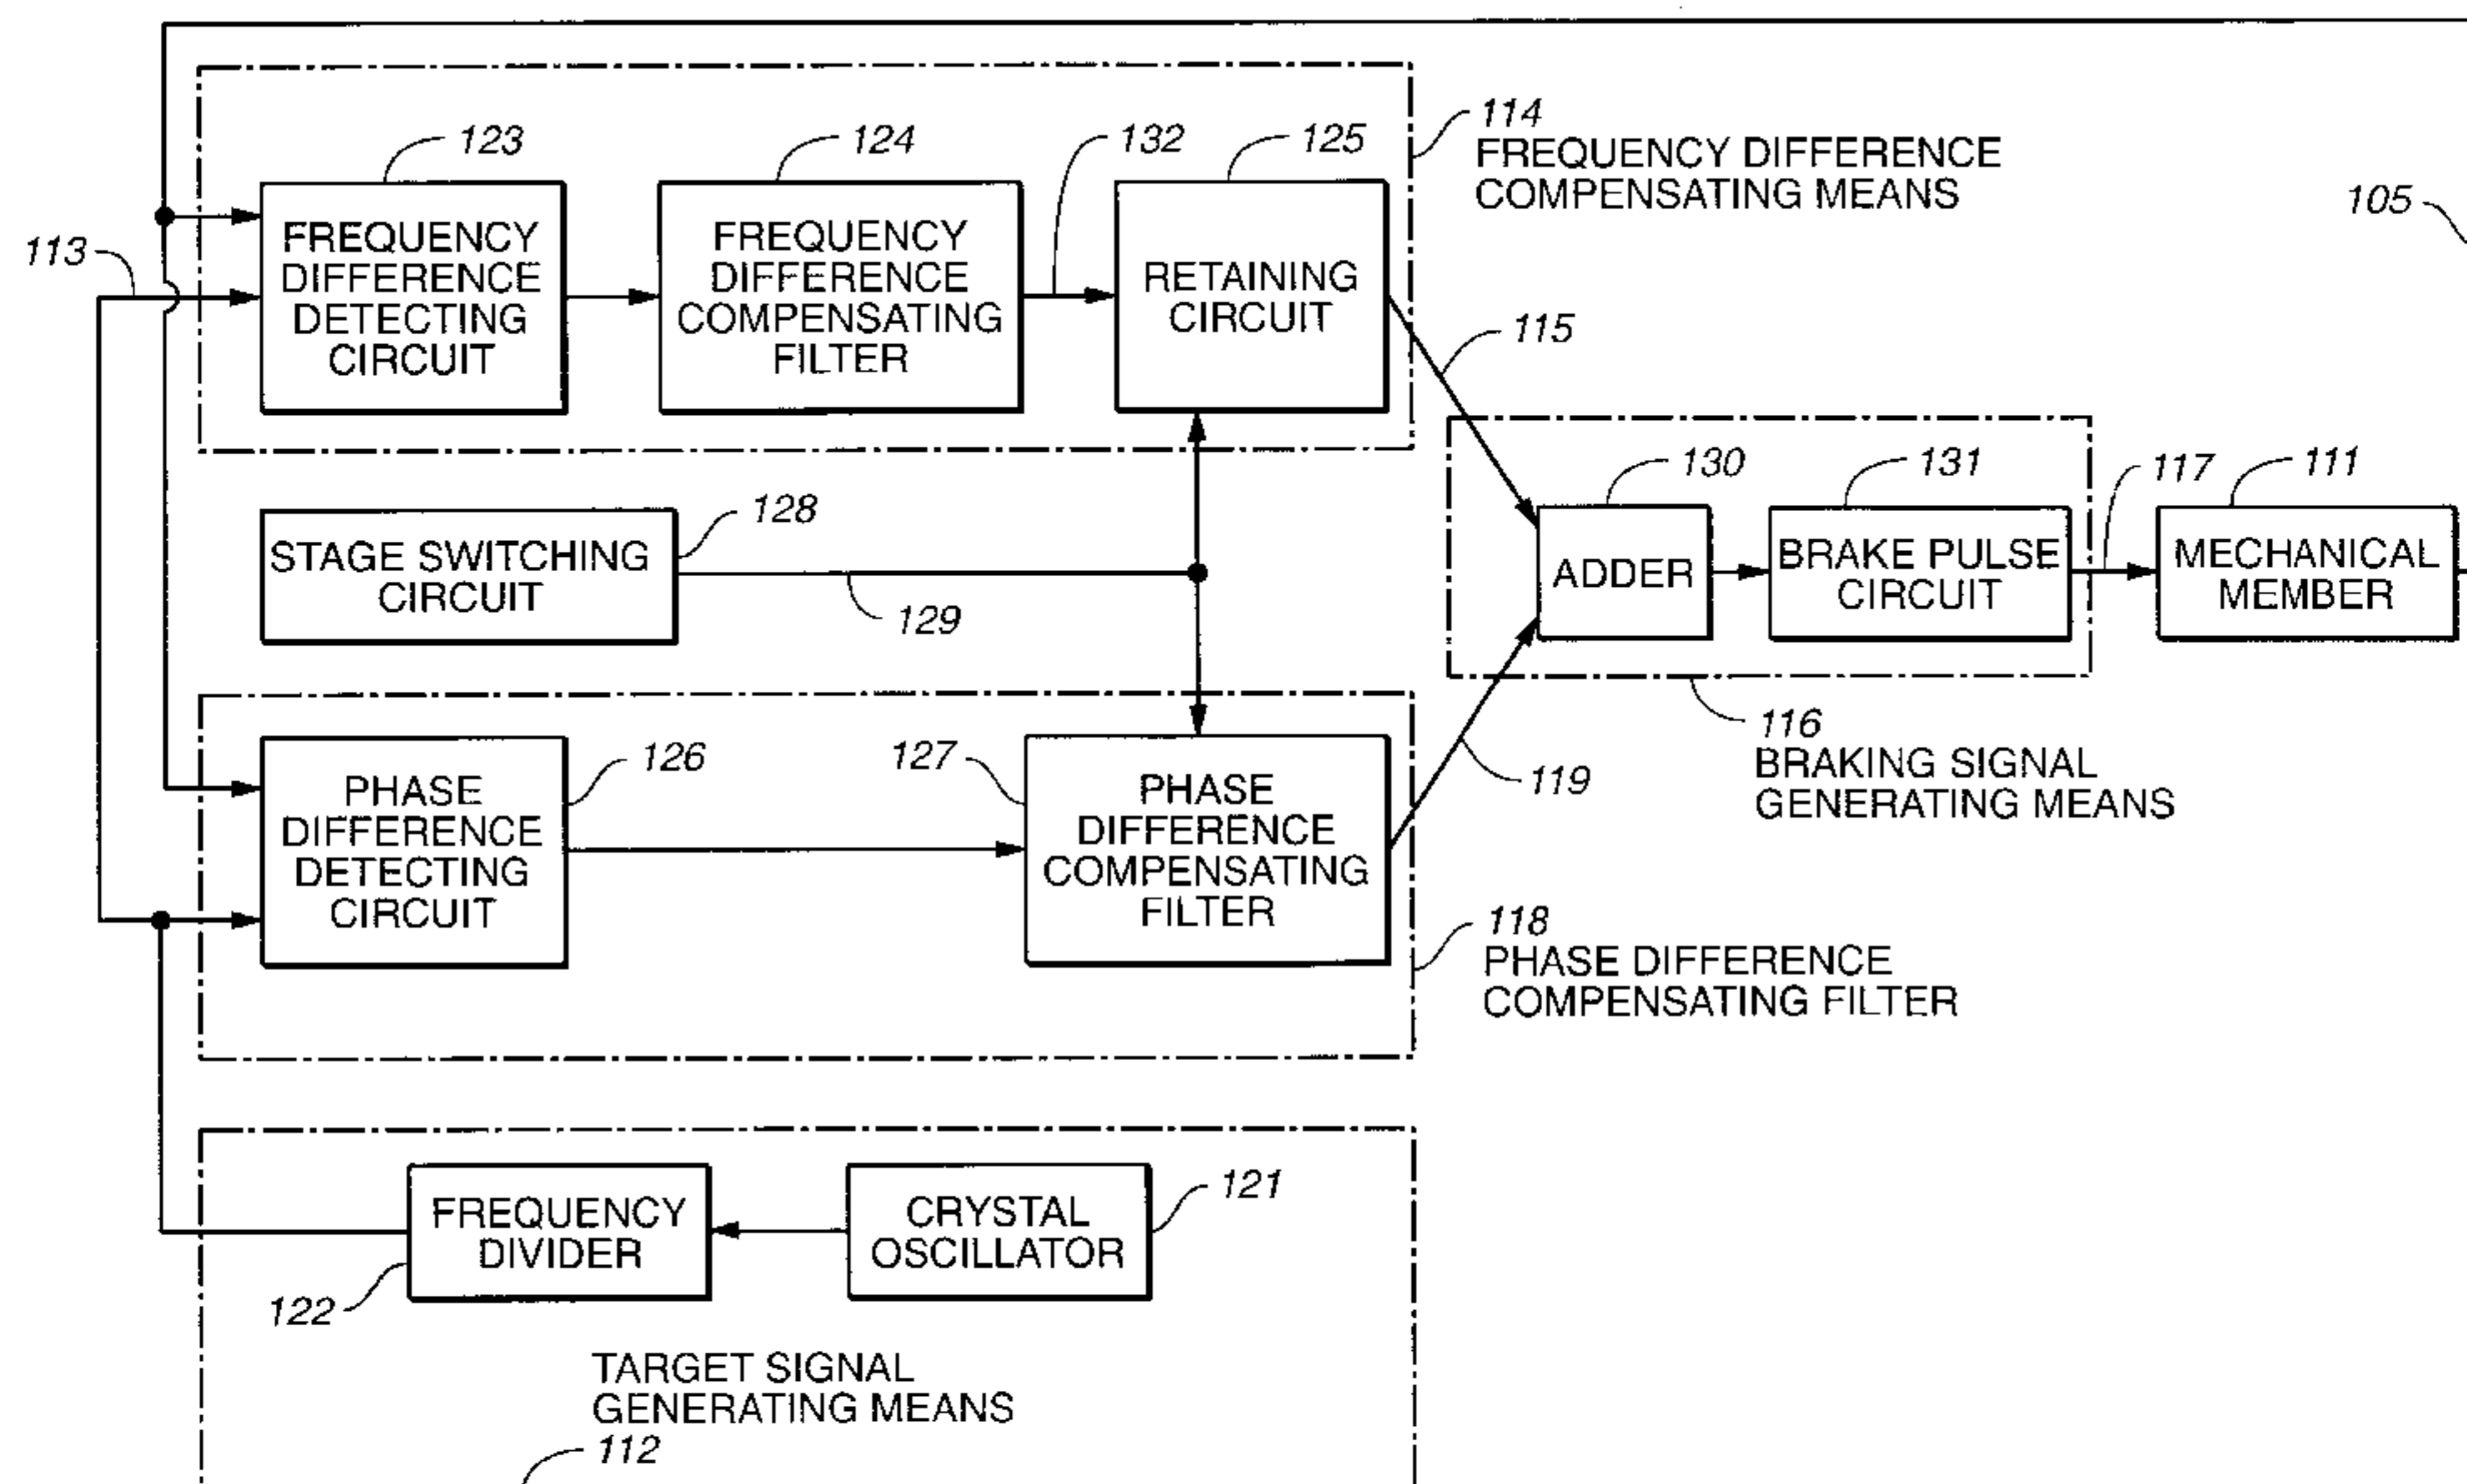 123
124
132
125
114
FREQUENCY DIFFERENCE
COMPENSATING MEANS
105
113
FREQUENCY
DIFFERENCE
DETECTING
CIRCUIT
FREQUENCY
DIFFERENCE
COMPENSATING
FILTER
RETAINING
CIRCUIT
115
128
STAGE SWITCHING
CIRCUIT
129
130
131
117
111
ADDER
BRAKE PULSE
CIRCUIT
MECHANICAL
MEMBER
116
BRAKING SIGNAL
GENERATING MEANS
126
127
119
PHASE
DIFFERENCE
DETECTING
CIRCUIT
PHASE
DIFFERENCE
COMPENSATING
FILTER
118
PHASE DIFFERENCE
COMPENSATING FILTER
FREQUENCY
DIVIDER
CRYSTAL
OSCILLATOR
121
122
TARGET SIGNAL
GENERATING MEANS
112